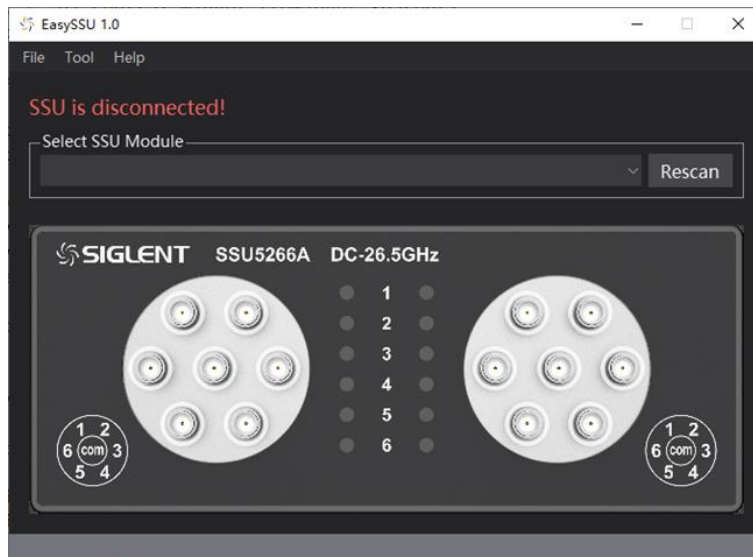 EasySSU 1.0
File Tool Help
SSU is disconnected!
Select SSU Module
Rescan
SIGLENT SSU5266A DC-26.5GHz
1
2
3
4
5
6
1 2
6 com 3
5 4
1 2
6 com 3
5 4